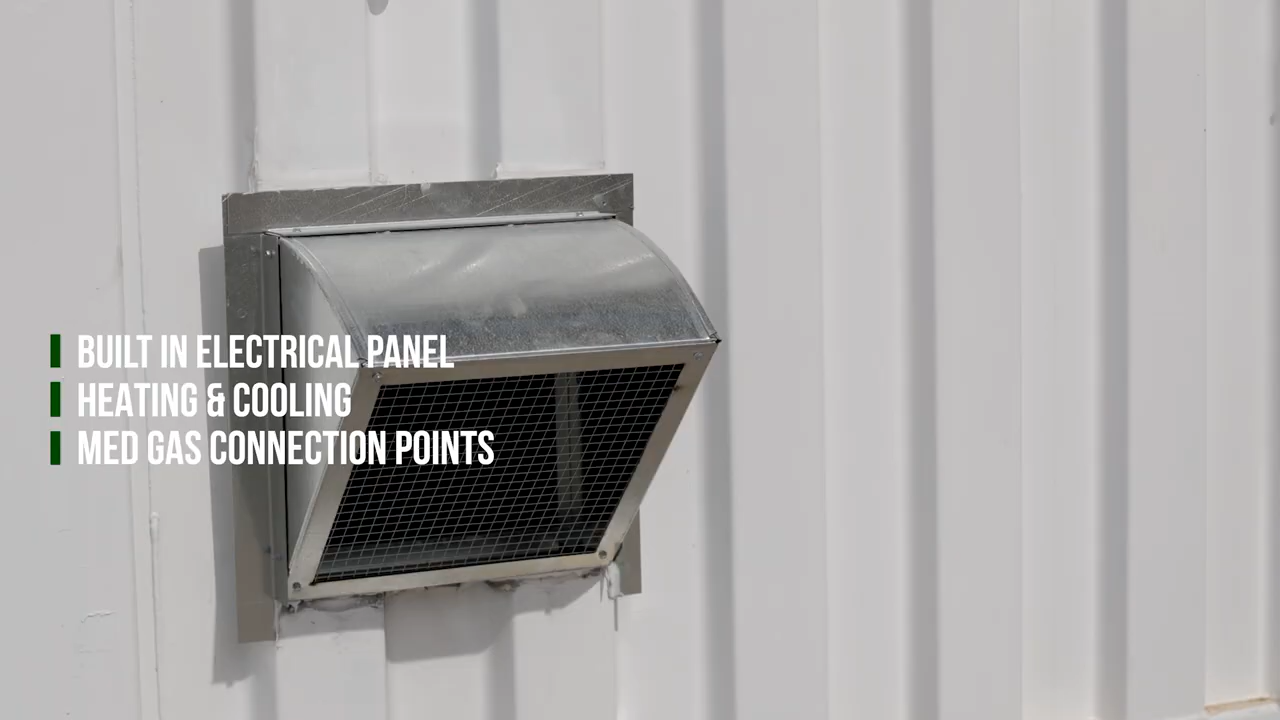 BUILT IN ELECTRICAL PANEL
HEATING & COOLING
MED GAS CONNECTION POINTS